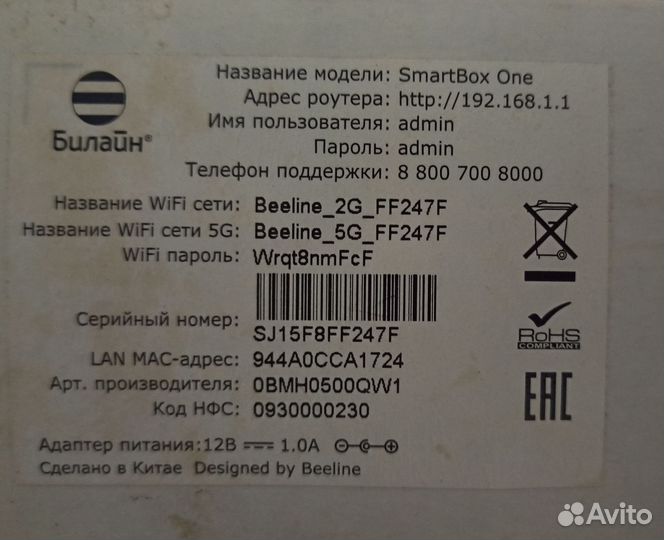 Билайн®
Название модели: SmartBox One
Адрес роутера: http://192.168.1.1
Имя пользователя: admin
Пароль: admin
Телефон поддержки: 8 800 700 8000
Название WiFi сети: Beeline_2G_FF247F
Название WiFi сети 5G: Beeline_5G_FF247F
WiFi пароль: Wrqt8nmFcF
Серийный номер: SJ15F8FF247F
LAN MAC-адрес: 944A0CCA1724
Арт. производителя: 0BMH0500QW1
Код НФС: 0930000230
Адаптер питания:12В 1.0А
Сделано в Китае Designed by Beeline
RoHS
COMPLIANT
EAC
Avito